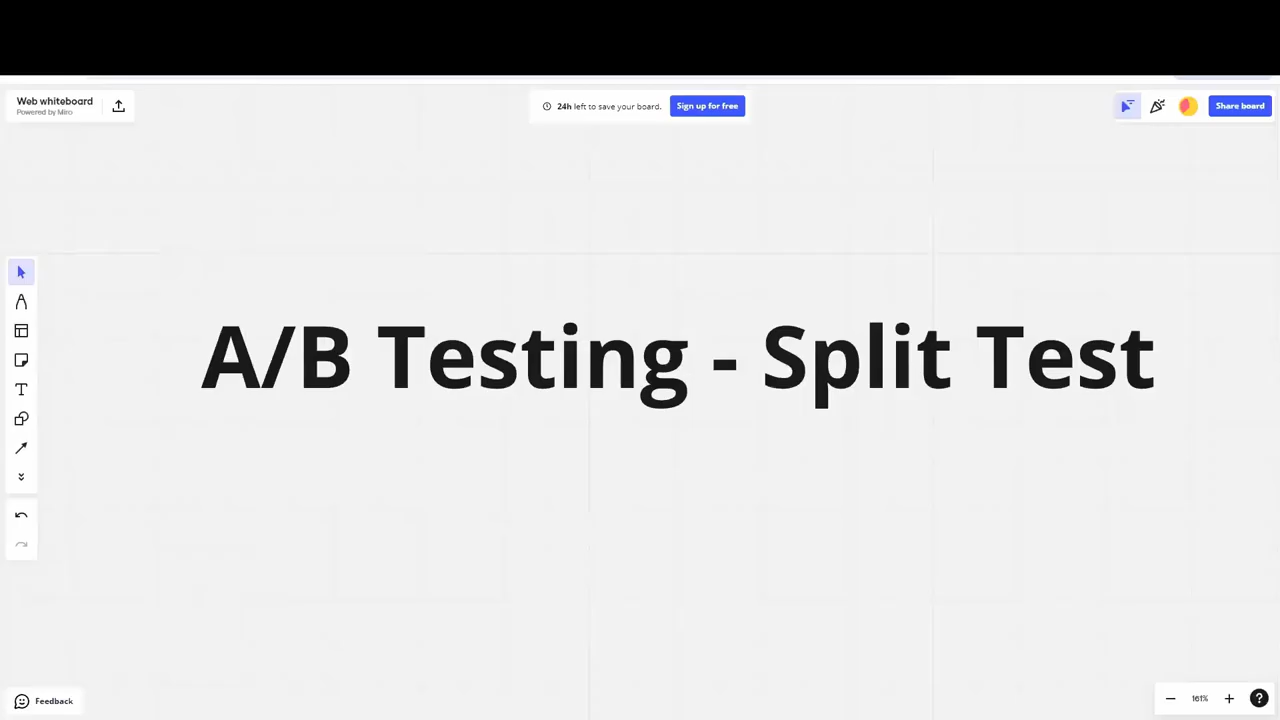 Web whiteboard
Powered by Miro
24h left to save your board.
Sign up for free
Share board
A/B Testing - Split Test
Feedback
161%